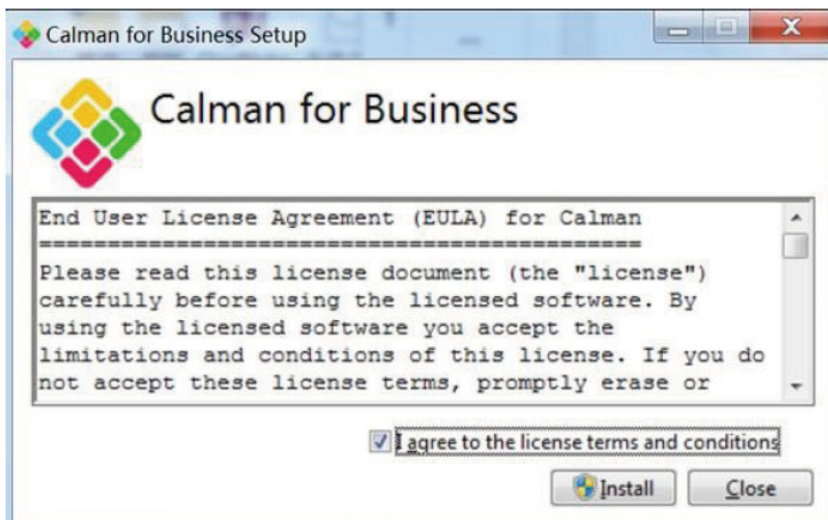 Calman for Business Setup
Calman for Business
End User License Agreement (EULA) for Calman
==============================================
Please read this license document (the "license")
carefully before using the licensed software. By
using the licensed software you accept the
limitations and conditions of this license. If you do
not accept these license terms, promptly erase or
I agree to the license terms and conditions
Install Close